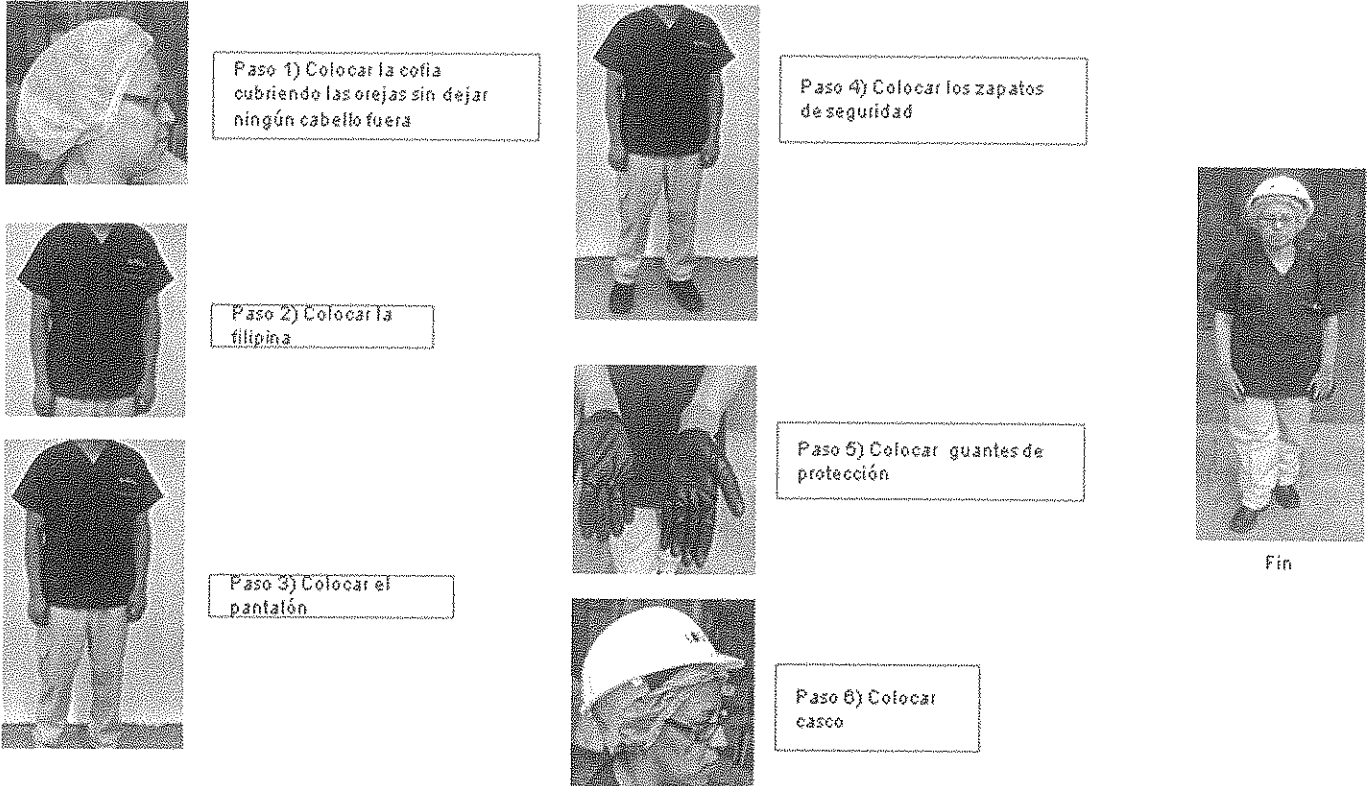 Paso 1) Colocar la cofia
cubriendo las orejas sin dejar
ningún cabello fuera
Paso 2) Colocar la
filipina
Paso 3) Colocar el
pantalón
Paso 4) Colocar los zapatos
de seguridad
Paso 5) Colocar guantes de
protección
Paso 6) Colocar
casco
Fin